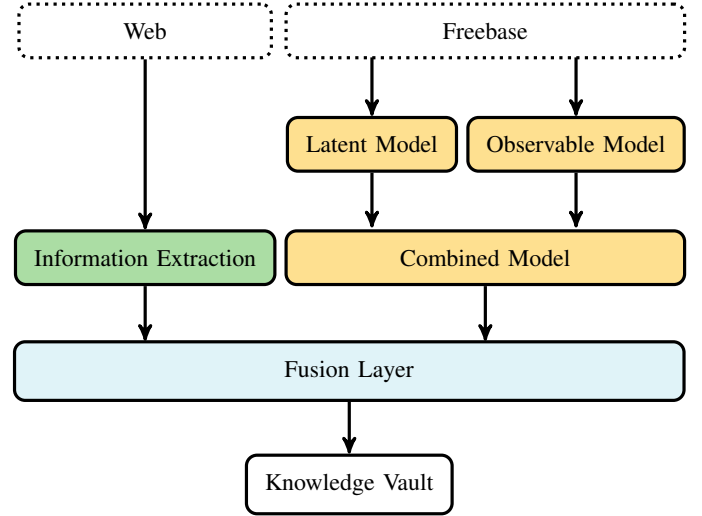 Web
Freebase
Latent Model
Observable Model
Information Extraction
Combined Model
Fusion Layer
Knowledge Vault